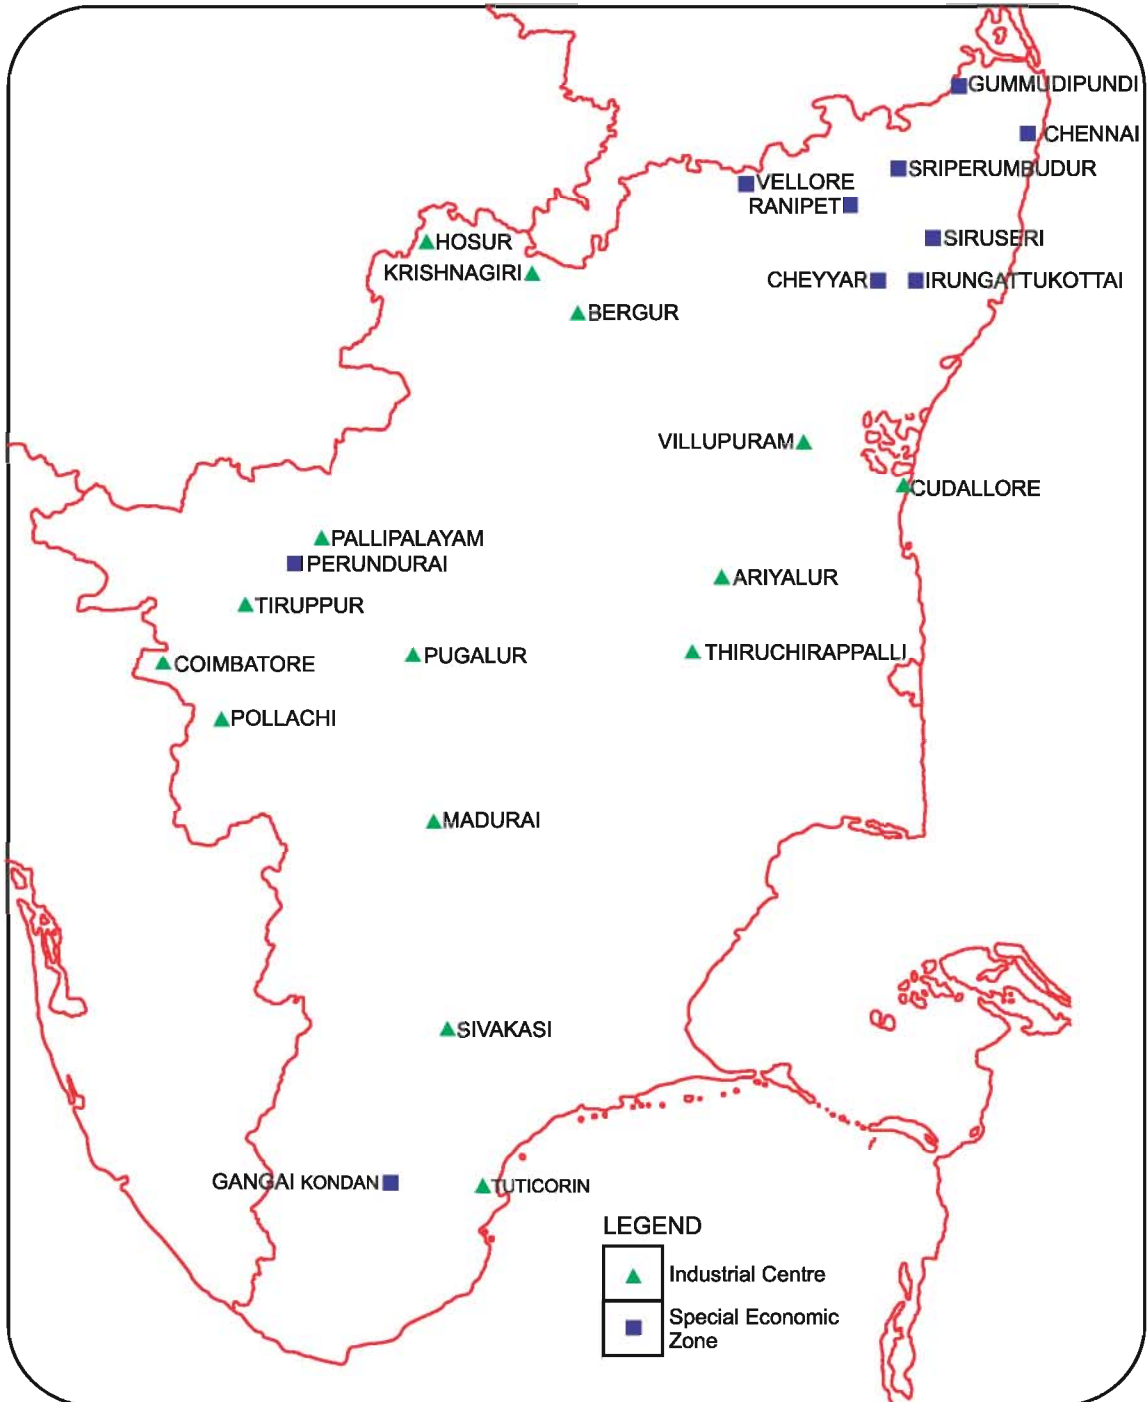 GUMMUDIPUNDI
CHENNAI
SRIPERUMBUDUR
VELLORE
RANIPET
SIRUSERI
HOSUR
KRISHNAGIRI
CHEYYAR
IRUNGATTUKOTTAI
BERGUR
VILLUPURAM
CUDALLORE
PALLIPALAYAM
PERUNDURAI
ARIYALUR
TIRUPPUR
THIRUCHIRAPPALLI
PUGALUR
COIMBATORE
POLLACHI
MADURAI
SIVAKASI
GANGAI KONDAN
TUTICORIN
LEGEND
Industrial Centre
Special Economic
Zone